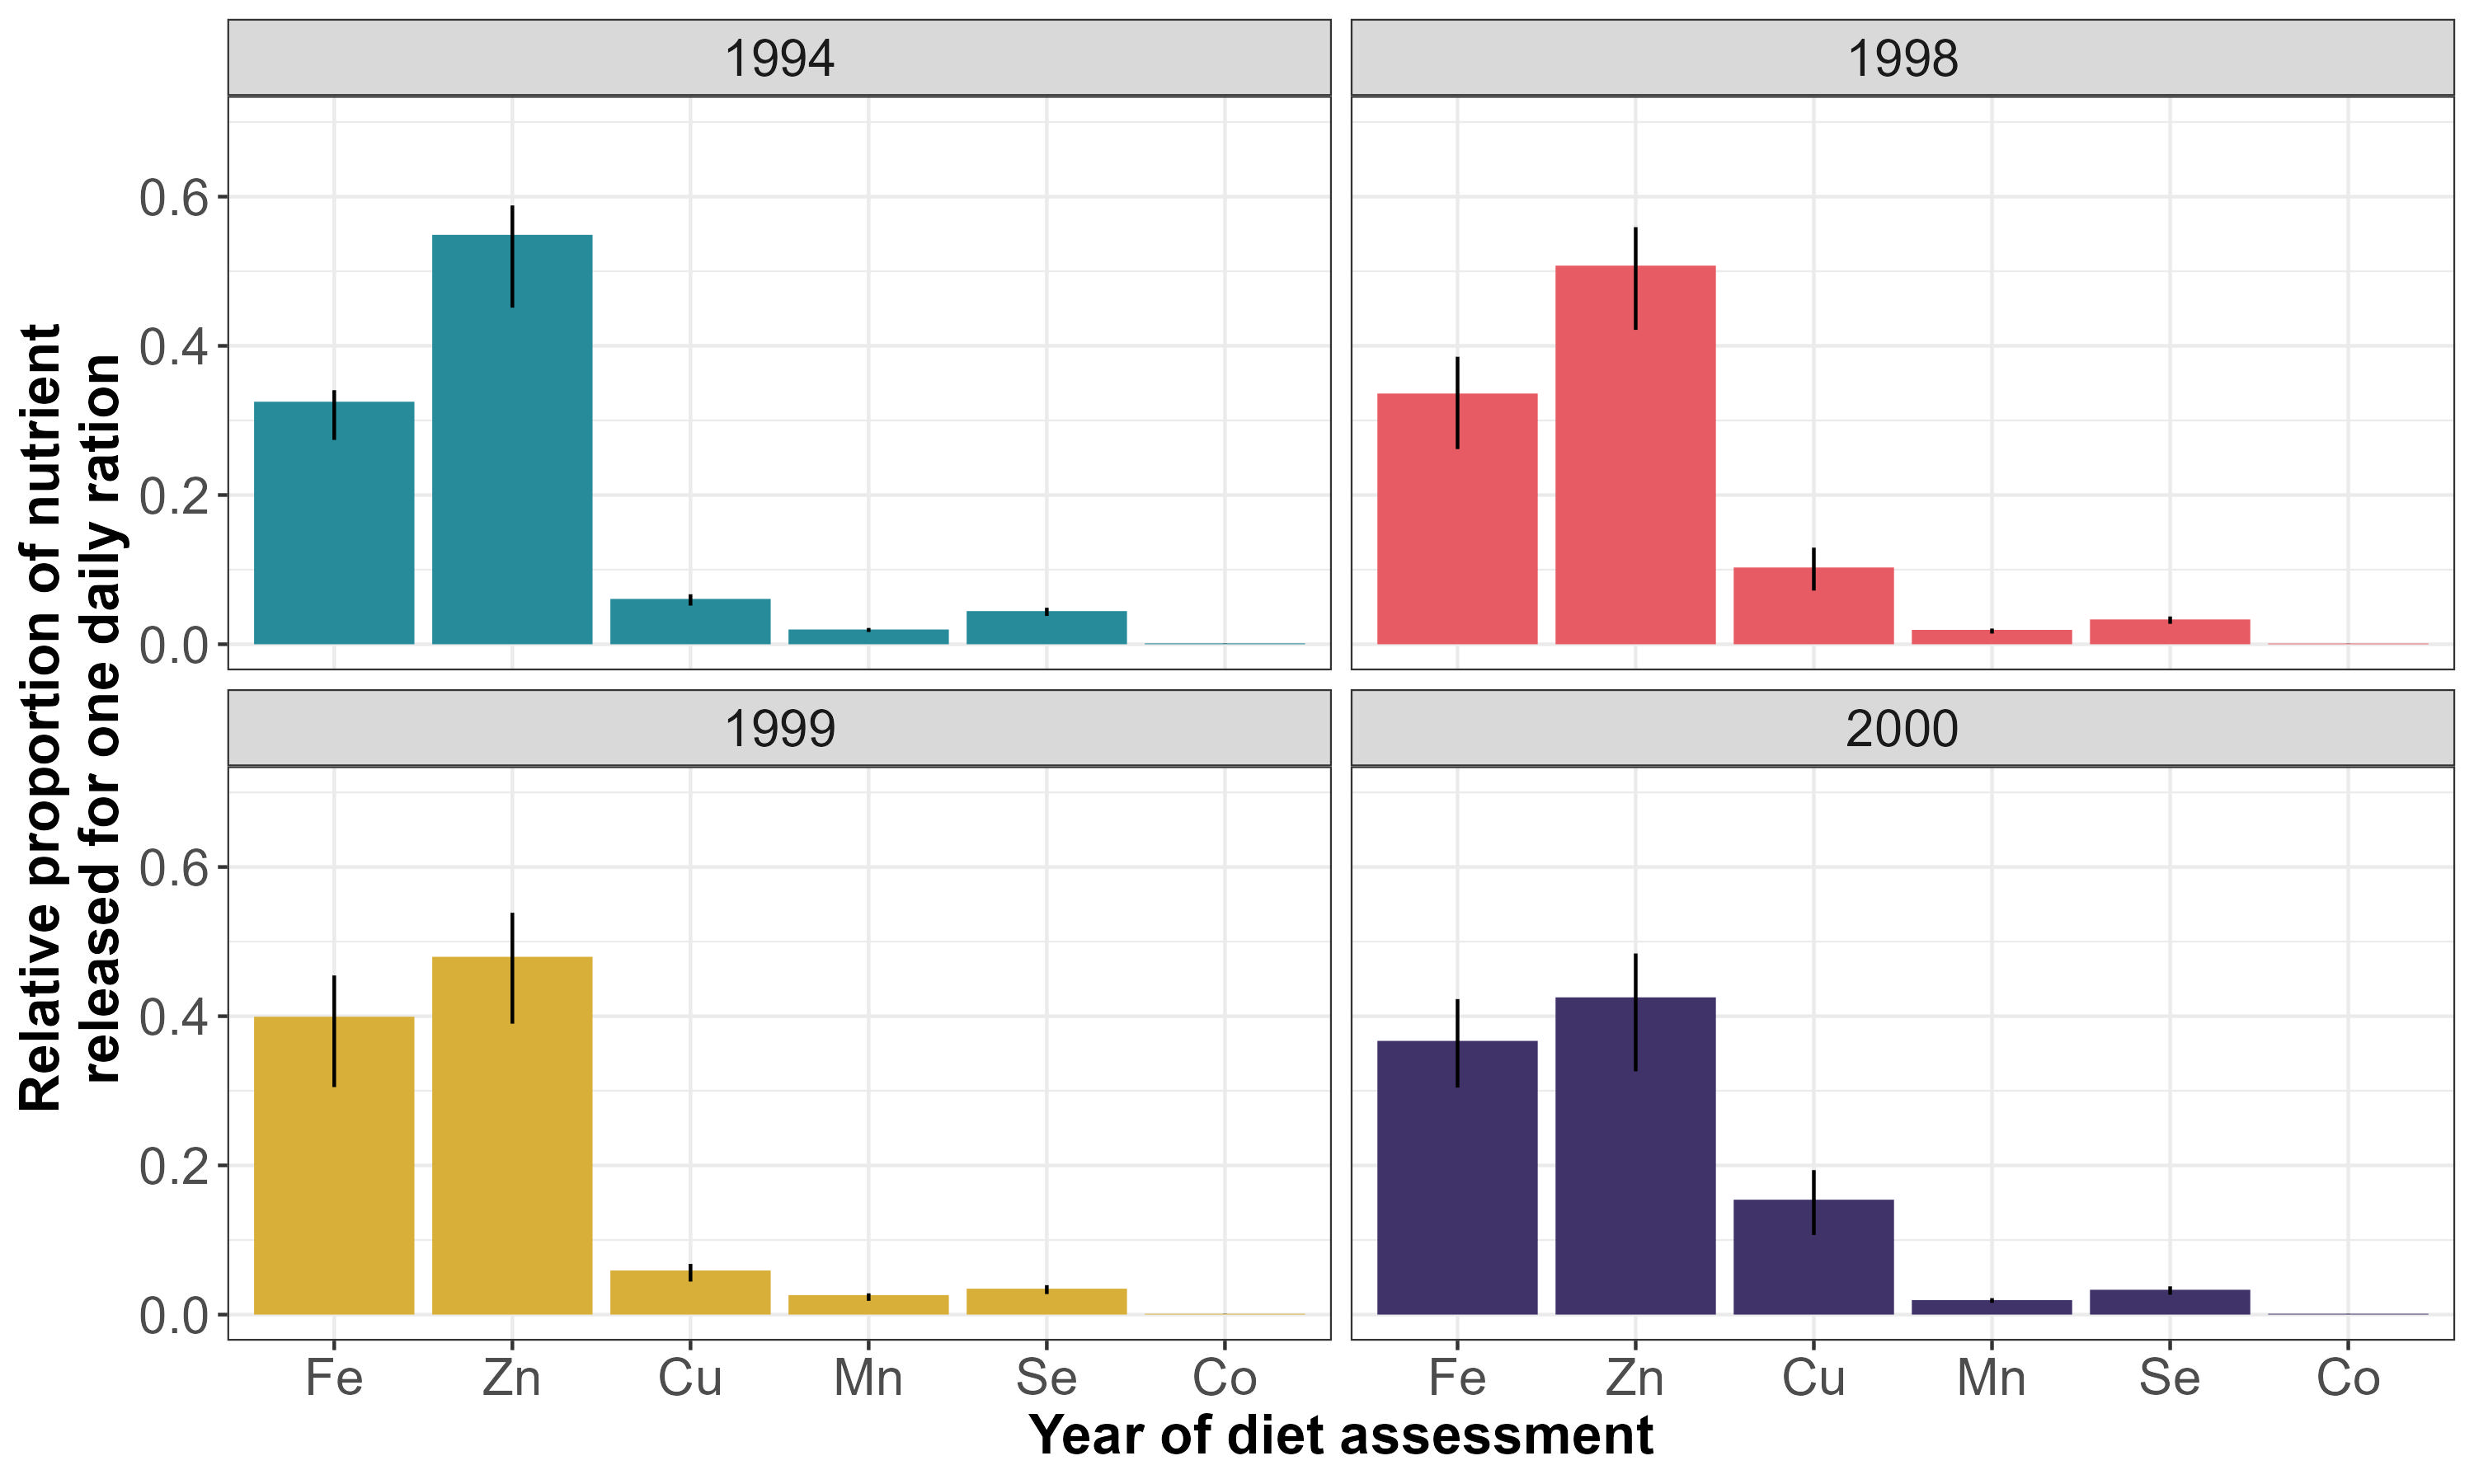 1994
1998
0.6
0.4
0.2
0.0
1999
2000
0.6
0.4
0.2
0.0
Fe Zn Cu Mn Se Co
Fe Zn Cu Mn Se Co
Year of diet assessment
Relative proportion of nutrient
released for one daily ration